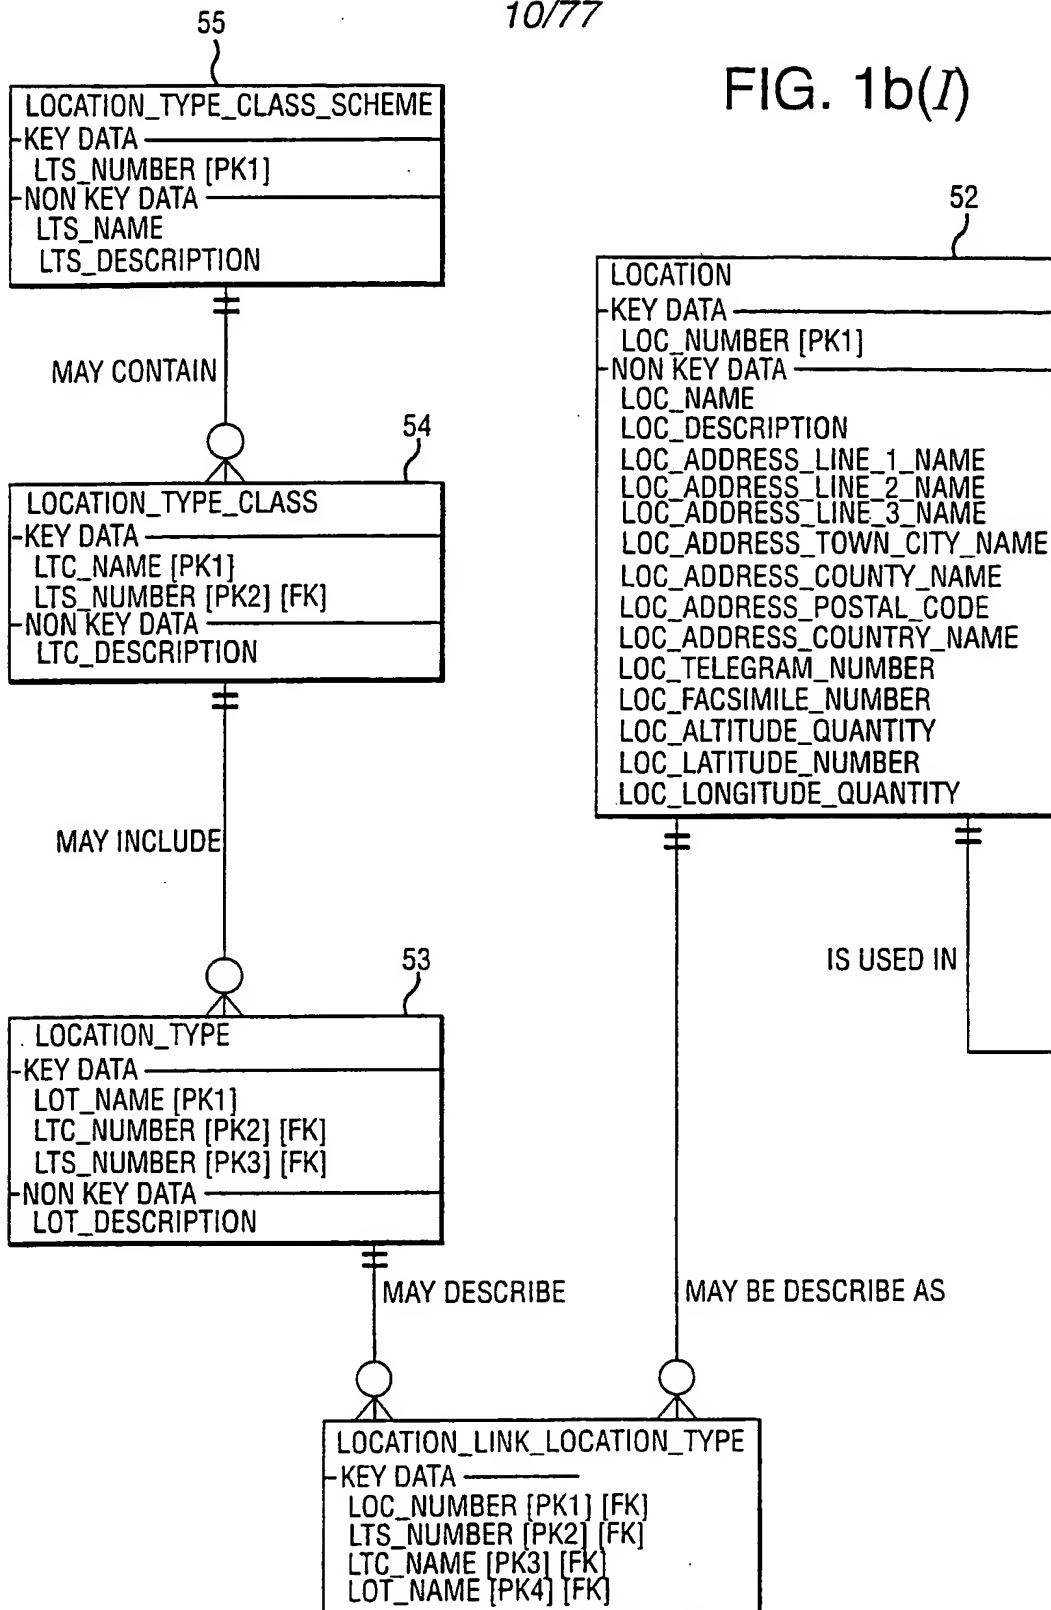 10/77
FIG. 1b(I)
55
LOCATION_TYPE_CLASS_SCHEME
KEY DATA
LTS_NUMBER [PK1]
NON KEY DATA
LTS_NAME
LTS_DESCRIPTION
MAY CONTAIN
54
LOCATION_TYPE_CLASS
KEY DATA
LTC_NAME [PK1]
LTS_NUMBER [PK2] [FK]
NON KEY DATA
LTC_DESCRIPTION
MAY INCLUDE
53
LOCATION_TYPE
KEY DATA
LOT_NAME [PK1]
LTC_NUMBER [PK2] [FK]
LTS_NUMBER [PK3] [FK]
NON KEY DATA
LOT_DESCRIPTION
MAY DESCRIBE
52
LOCATION
KEY DATA
LOC_NUMBER [PK1]
NON KEY DATA
LOC_NAME
LOC_DESCRIPTION
LOC_ADDRESS_LINE_1_NAME
LOC_ADDRESS_LINE_2_NAME
LOC_ADDRESS_LINE_3_NAME
LOC_ADDRESS_TOWN_CITY_NAME
LOC_ADDRESS_COUNTY_NAME
LOC_ADDRESS_POSTAL_CODE
LOC_ADDRESS_COUNTRY_NAME
LOC_TELEGRAM_NUMBER
LOC_FACSIMILE_NUMBER
LOC_ALTITUDE_QUANTITY
LOC_LATITUDE_NUMBER
LOC_LONGITUDE_QUANTITY
IS USED IN
MAY BE DESCRIBE AS
LOCATION_LINK_LOCATION_TYPE
KEY DATA
LOC_NUMBER [PK1] [FK]
LTS_NUMBER [PK2] [FK]
LTC_NAME [PK3] [FK]
LOT_NAME [PK4] [FK]